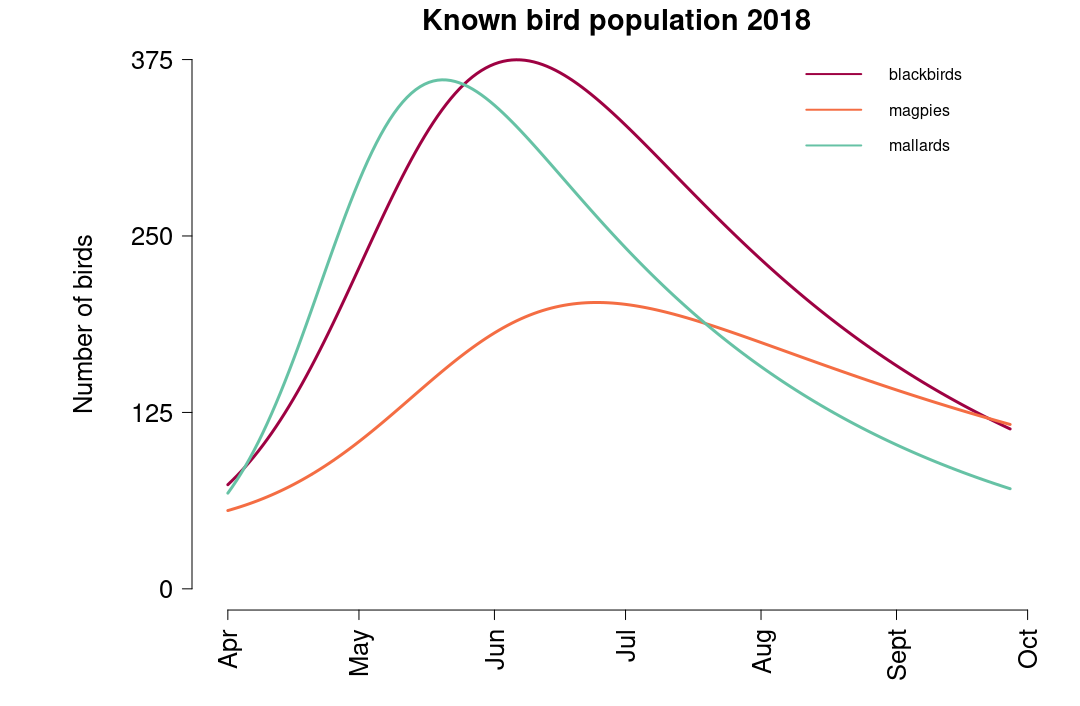 Known bird population 2018
blackbirds
magpies
mallards
Number of birds
375
250
125
0
Apr
May
Jun
Jul
Aug
Sept
Oct